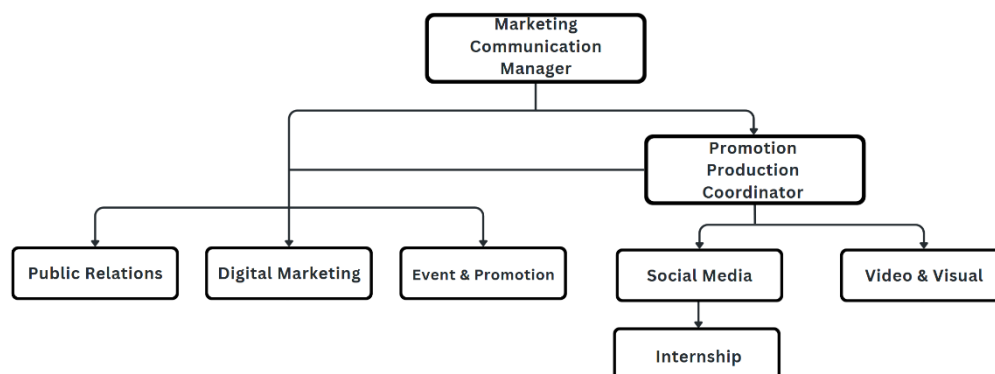 Marketing
Communication
Manager
Promotion
Production
Coordinator
Public Relations
Digital Marketing
Event & Promotion
Social Media
Video & Visual
Internship